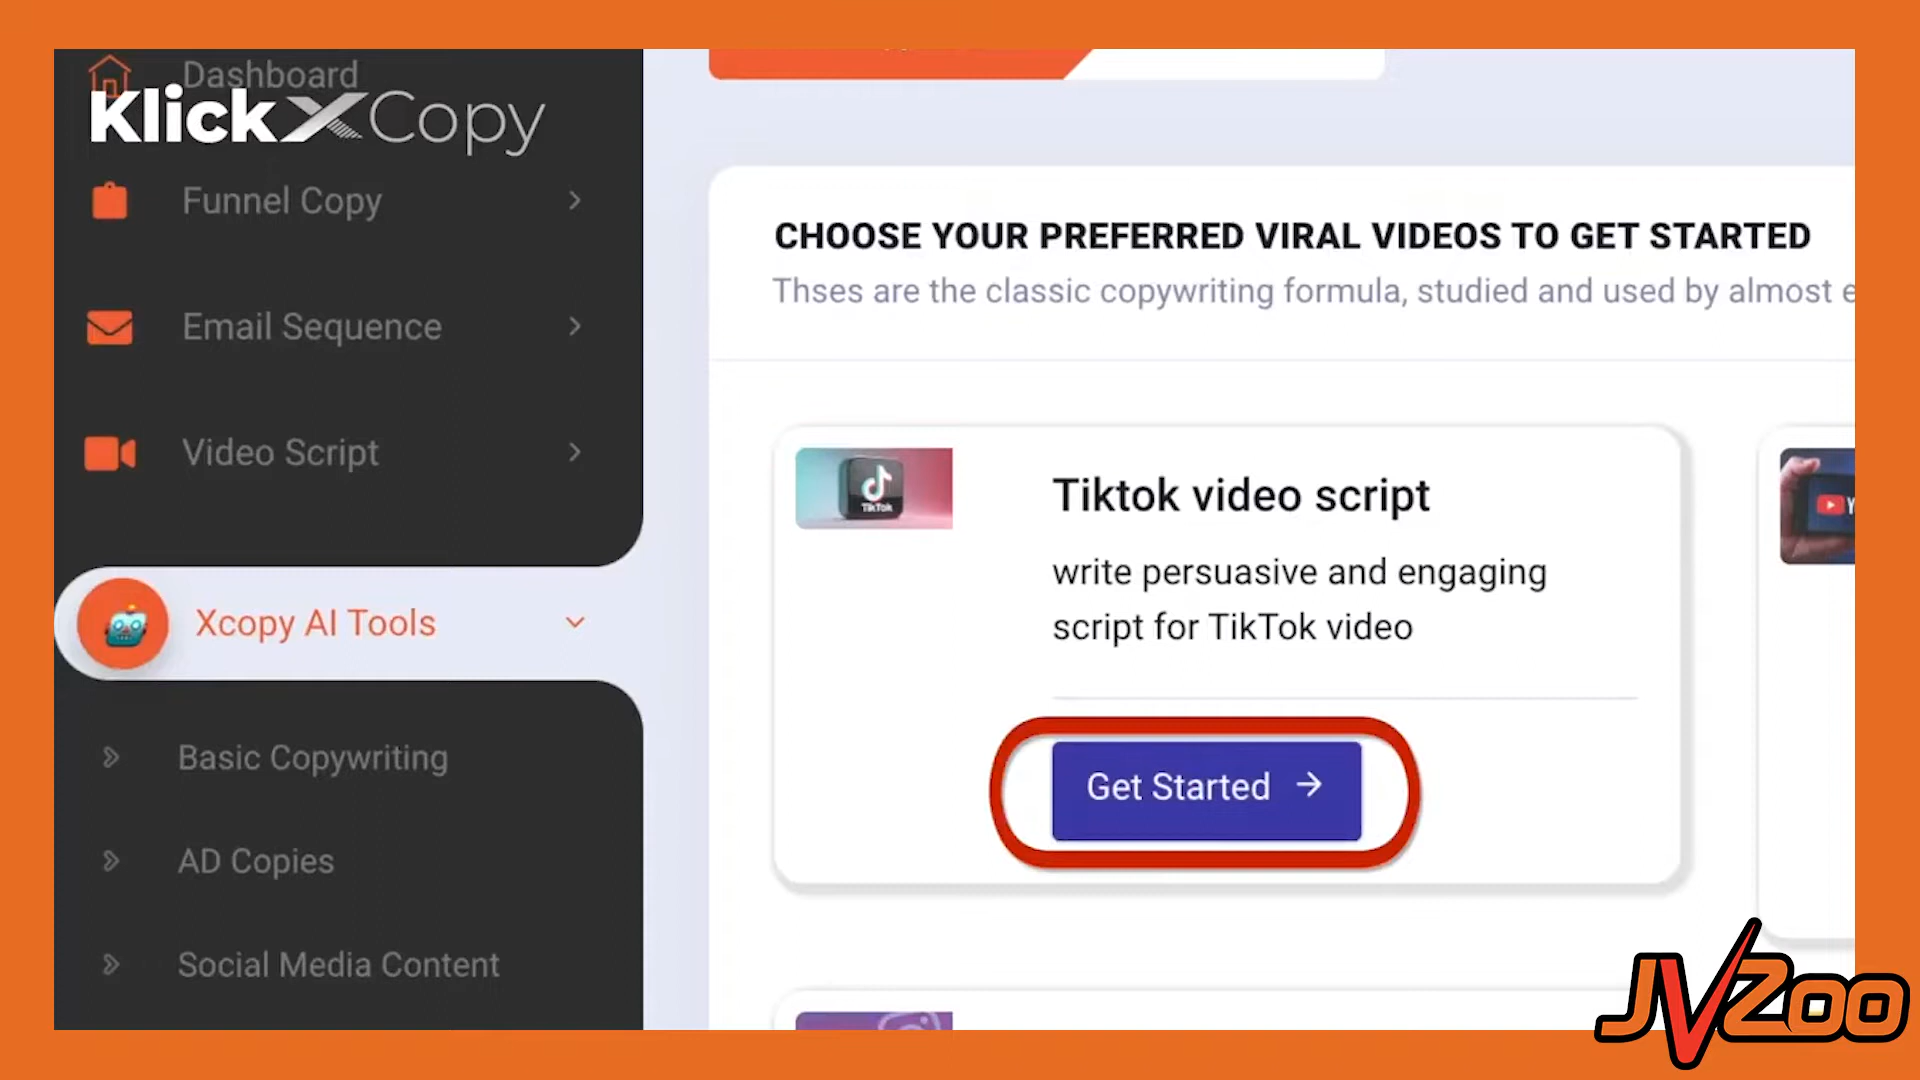 Dashboard
KlickXCopy
Funnel Copy
Email Sequence
Video Script
Xcopy AI Tools
Basic Copywriting
AD Copies
Social Media Content
CHOOSE YOUR PREFERRED VIRAL VIDEOS TO GET STARTED
Thses are the classic copywriting formula, studied and used by almost e
TikTok
Tiktok video script
write persuasive and engaging
script for TikTok video
Get Started
Y
JVZoo